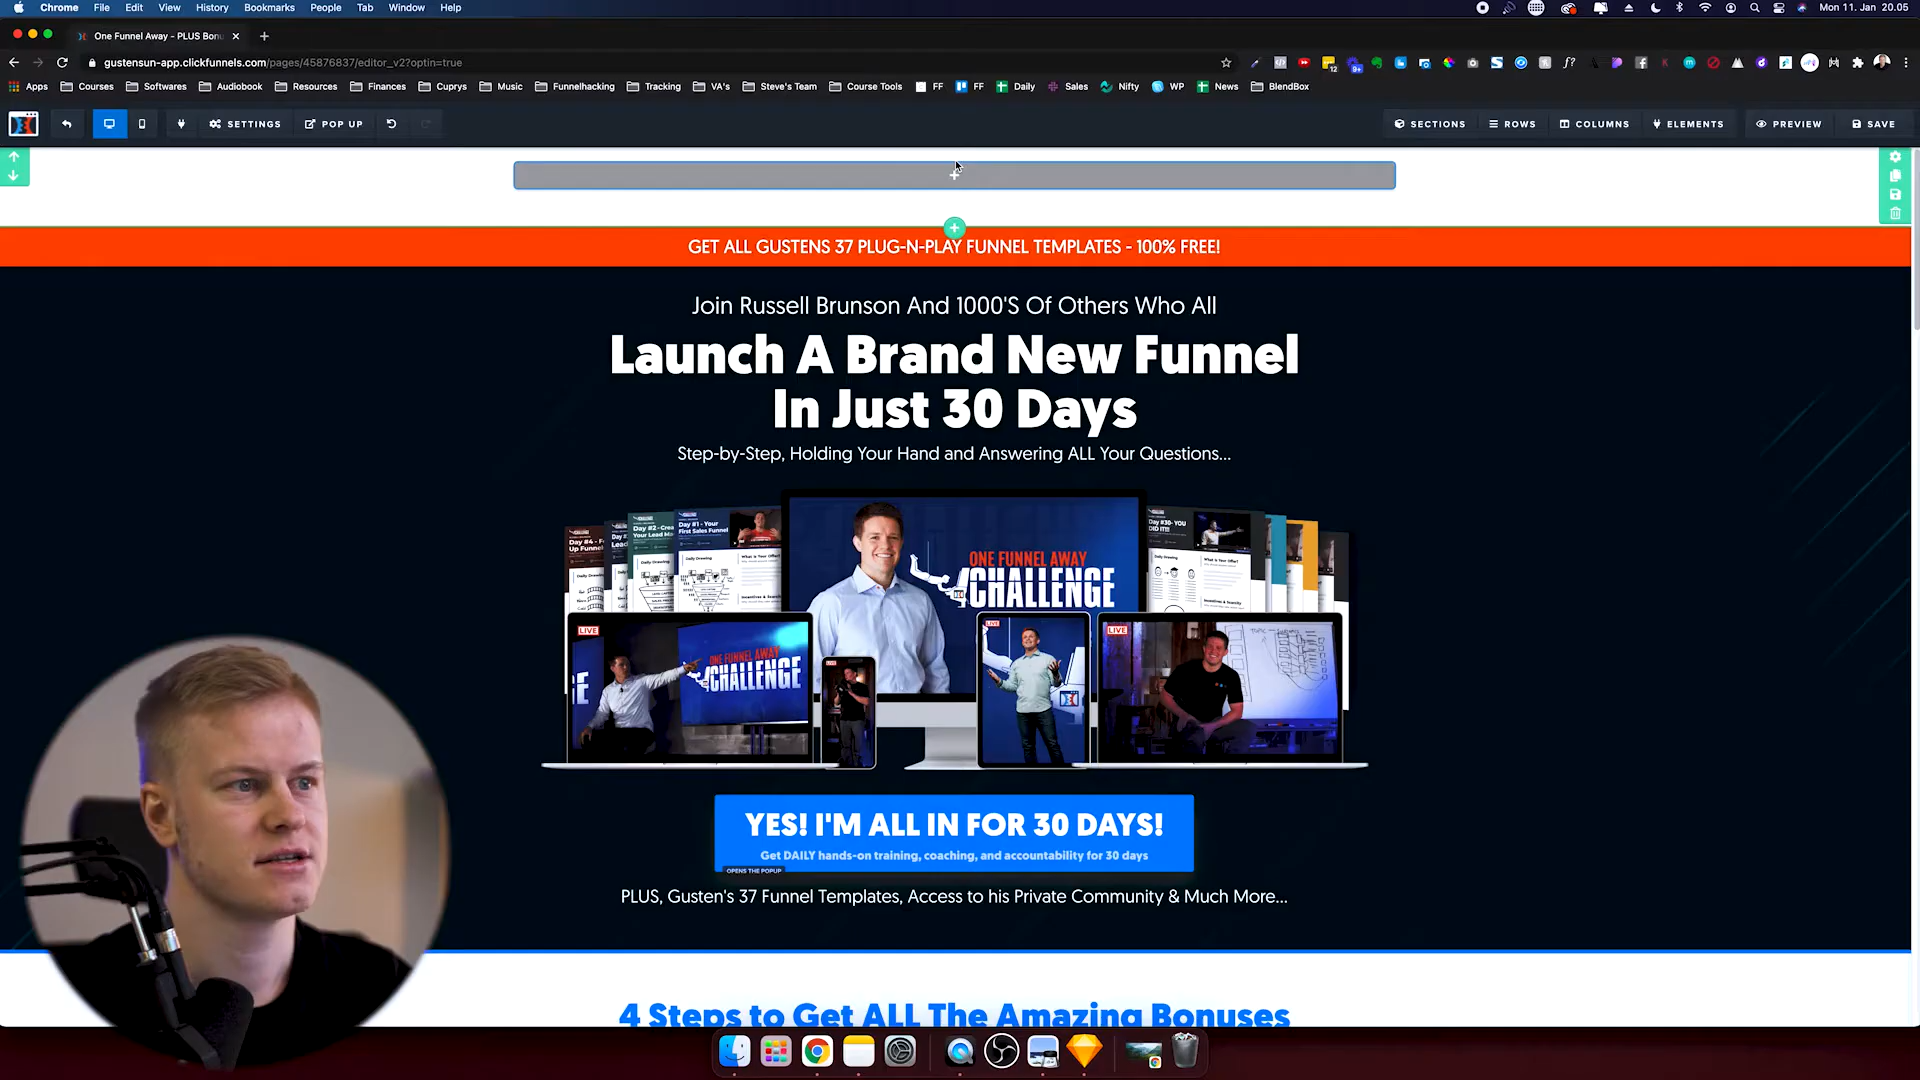 Chrome File Edit View History Bookmarks People Tab Window Help Mon 11. Jan 20.05
One Funnel Away - PLUS Bonu
gustensun-app.clickfunnels.com/pages/45876837/editor_v2?optin=true
Apps Courses Softwares Audiobook Resources Finances Cuprys Music Funnelhacking Tracking VA's Steve's Team Course Tools FF FF Daily Sales Nifty WP News BlendBox
SETTINGS POP UP SECTIONS ROWS COLUMNS ELEMENTS PREVIEW SAVE
GET ALL GUSTENS 37 PLUG-N-PLAY FUNNEL TEMPLATES - 100% FREE!
Join Russell Brunson And 1000'S Of Others Who All
Launch A Brand New Funnel
In Just 30 Days
Step-by-Step, Holding Your Hand and Answering ALL Your Questions...
ONE FUNNEL AWAY
CHALLENGE
LIVE
ONE FUNNEL AWAY
CHALLENGE
LIVE
LIVE
YES! I'M ALL IN FOR 30 DAYS!
Get DAILY hands-on training, coaching, and accountability for 30 days
OPENS THE POPUP
PLUS, Gusten's 37 Funnel Templates, Access to his Private Community & Much More...
4 Steps to Get ALL The Amazing Bonuses